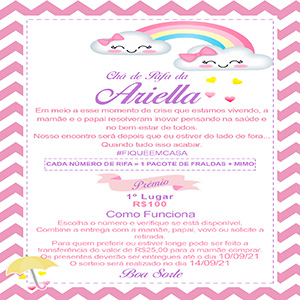 Chá de Rifa da
Ariella
Em meio a esse momento de crise que estamos vivendo, a
mamãe e o papai resolveram inovar pensando na saúde e
no bem estar de todos.
Nosso encontro será depois que eu estiver do lado de fora...
Quando tudo isso acabar.
#FIQUEEMCASA
CADA NÚMERO DE RIFA = 1 PACOTE DE FRALDAS + MIMO
Prêmio
1º Lugar
R$100
Como Funciona
Escolha o número e verifique se está disponível.
Combine a entrega com a mamãe, papai, vovó ou solicite a
retirada.
Para quem preferir ou estiver longe pode ser feito a
transferência do valor de R$25,00 para a mamãe comprar.
Os presentes deverão ser entregues até o dia 10/09/21
O sorteio será realizado no dia 14/09/21
Boa Sorte